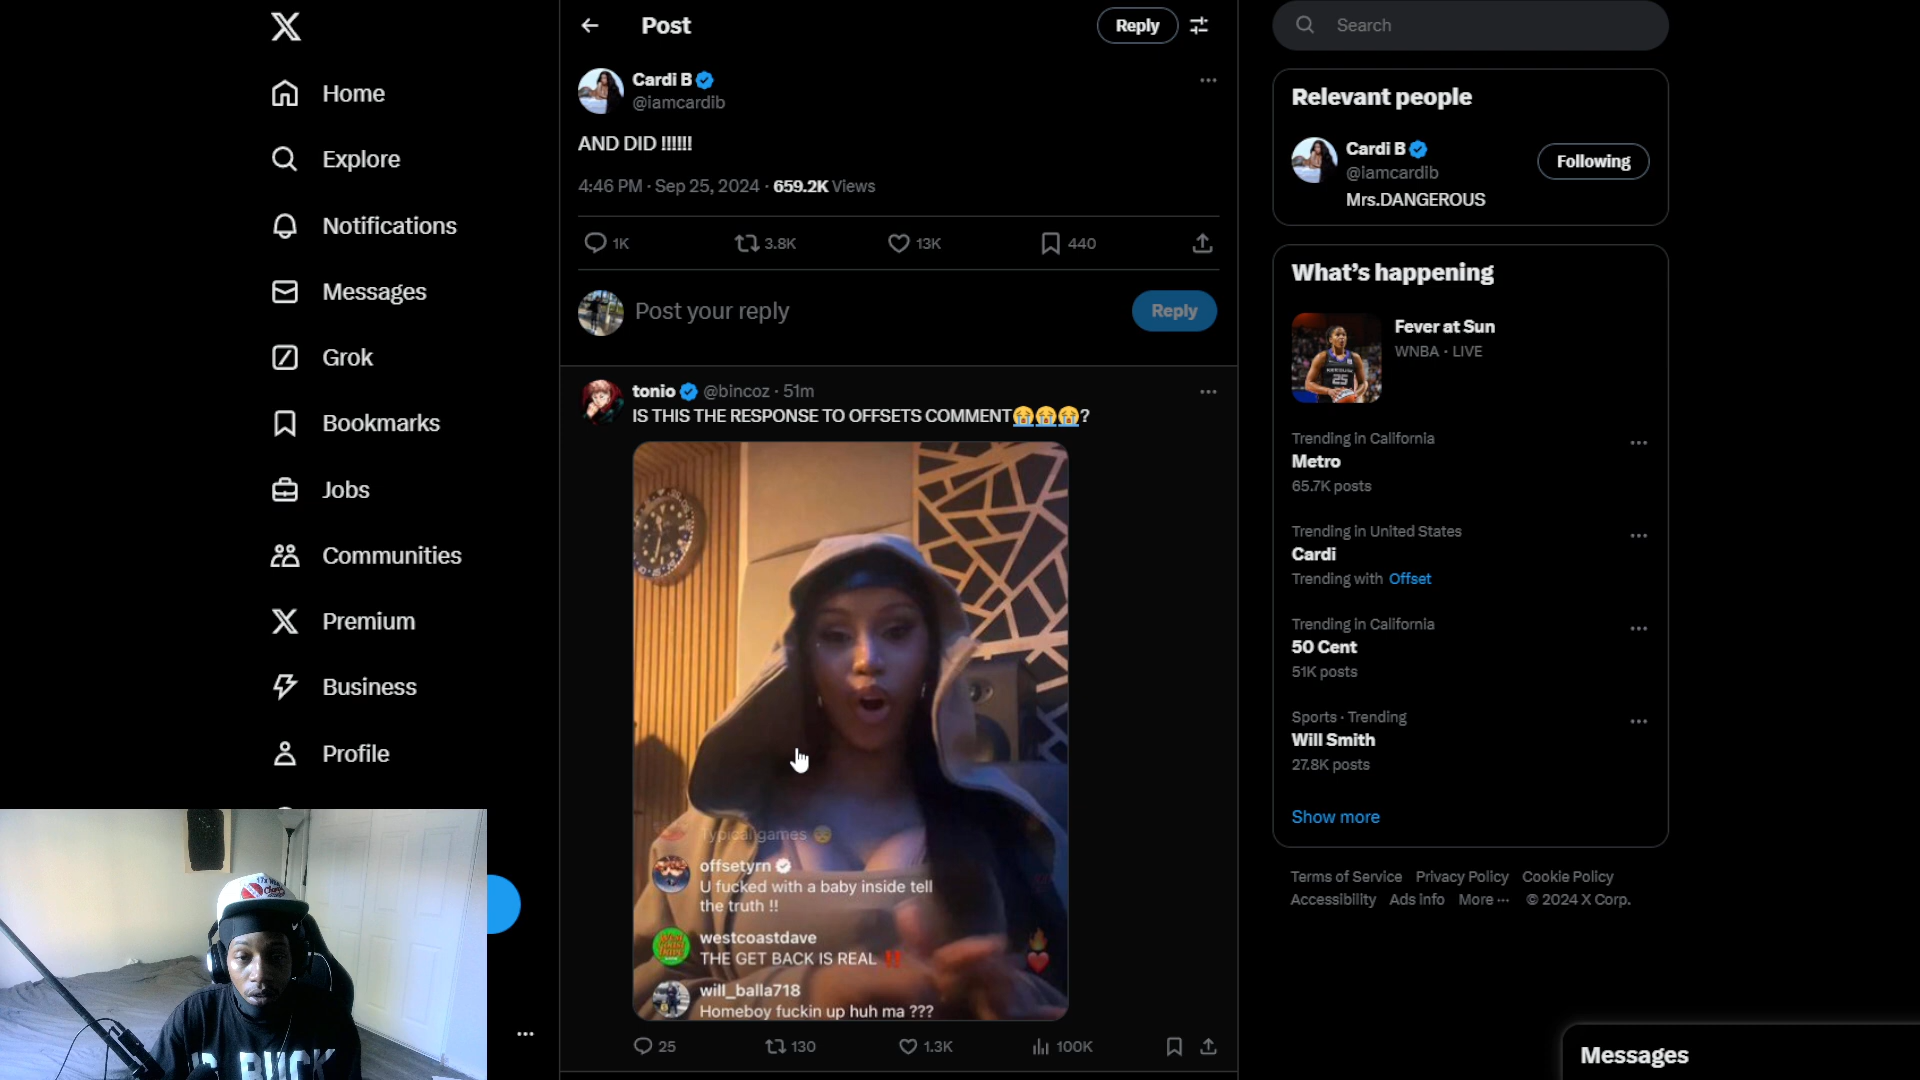 Home
Explore
Notifications
Messages
Grok
Bookmarks
Jobs
Communities
Premium
Business
Profile
Post
Reply
Cardi B
@iamcardib
AND DID !!!!!!
4:46 PM · Sep 25, 2024 · 659.2K Views
1K
3.8K
13K
440
Post your reply
Reply
tonio @bincoz · 51m
IS THIS THE RESPONSE TO OFFSETS COMMENT😭😭😭?
Typical games 😴
offsetyrn
U fucked with a baby inside tell
the truth !!
westcoastdave
THE GET BACK IS REAL ‼️
will_balla718
Homeboy fuckin up huh ma ???
25
130
1.3K
100K
Search
Relevant people
Cardi B
@iamcardib
Following
Mrs.DANGEROUS
What's happening
Fever at Sun
WNBA · LIVE
25
Trending in California
Metro
65.7K posts
Trending in United States
Cardi
Trending with Offset
Trending in California
50 Cent
51K posts
Sports · Trending
Will Smith
27.8K posts
Show more
Terms of Service Privacy Policy Cookie Policy
Accessibility Ads info More ··· © 2024 X Corp.
Messages